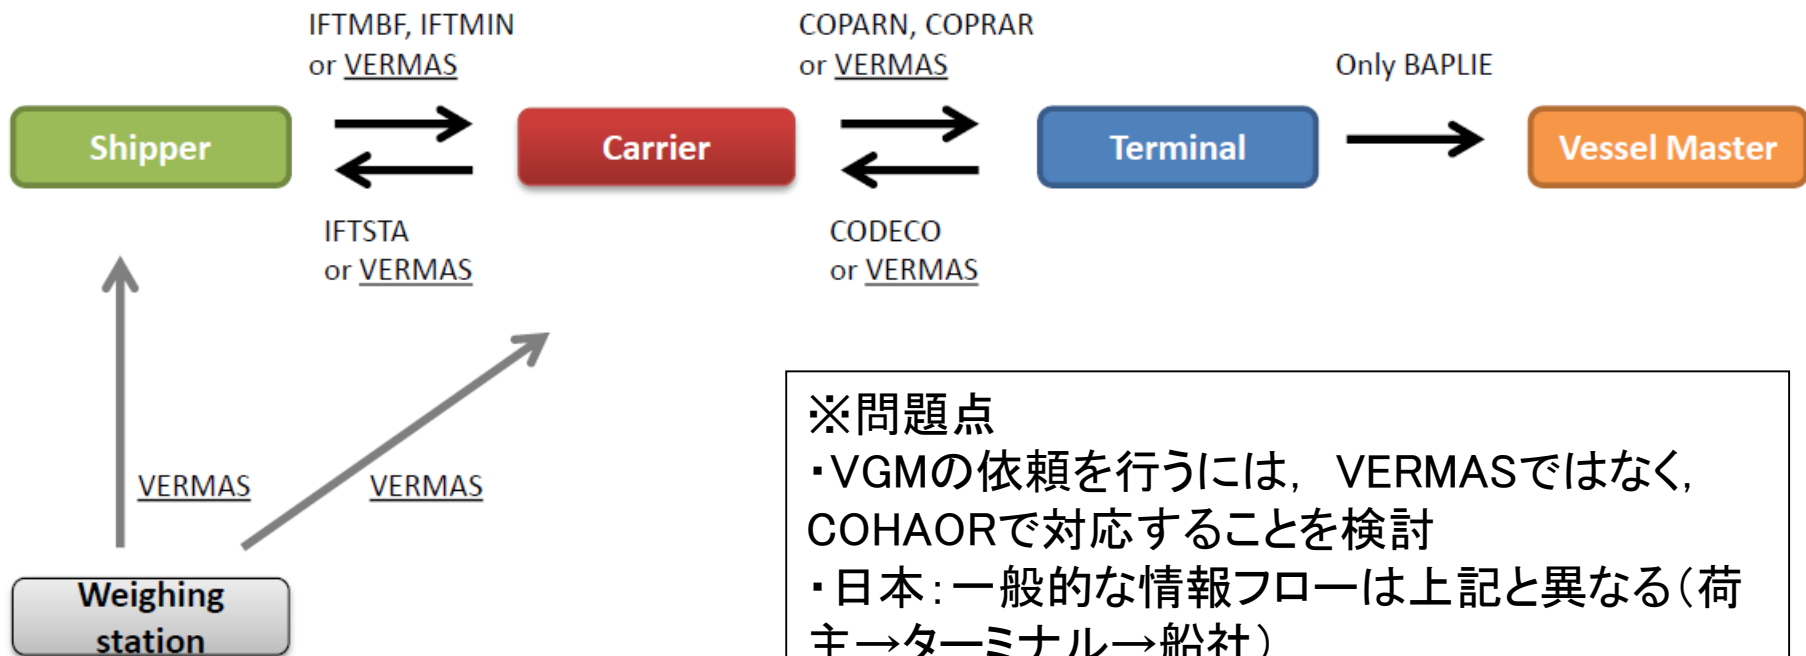 IFTMBF, IFTMIN
or VERMAS
COPARN, COPRAR
or VERMAS
Only BAPLIE
Shipper
Carrier
Terminal
Vessel Master
IFTSTA
or VERMAS
CODECO
or VERMAS
VERMAS
VERMAS
Weighing
station
※問題点
・VGMの依頼を行うには， VERMASではなく，
COHAORで対応することを検討
・日本：一般的な情報フローは上記と異なる（荷
主→ターミナル→船社）